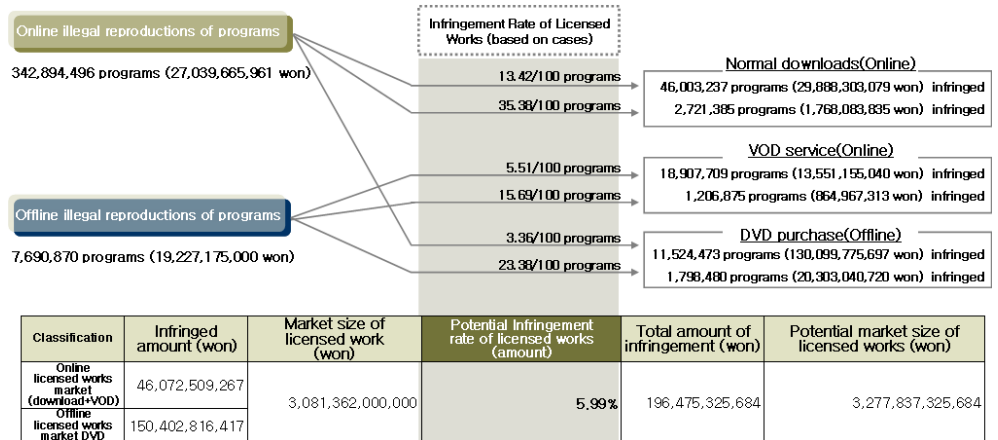 Infringement Rate of Licensed
Works (based on cases)
Online illegal reproductions of programs
342,894,496 programs (27,039,665,961 won)
13.42/100 programs
35.38/100 programs
Normal downloads(Online)
46,003,237 programs (29,888,303,079 won) infringed
2,721,385 programs (1,768,083,835 won) infringed
5.51/100 programs
15.69/100 programs
VOD service(Online)
18,907,709 programs (13,551,155,040 won) infringed
1,206,875 programs (864,967,313 won) infringed
Offline illegal reproductions of programs
7,690,870 programs (19,227,175,000 won)
3.36/100 programs
23.38/100 programs
DVD purchase(Offline)
11,524,473 programs (130,099,775,697 won) infringed
1,798,480 programs (20,303,040,720 won) infringed
Classification
Infringed
amount (won)
Market size of
licensed work
(won)
Potential Infringement
rate of licensed works
(amount)
Total amount of
infringement (won)
Potential market size of
licensed works (won)
Online
licensed works
market
(download+VOD)
46,072,509,267
3,081,362,000,000
5.99%
196,475,325,684
3,277,837,325,684
Offline
licensed works
market DVD
150,402,816,417